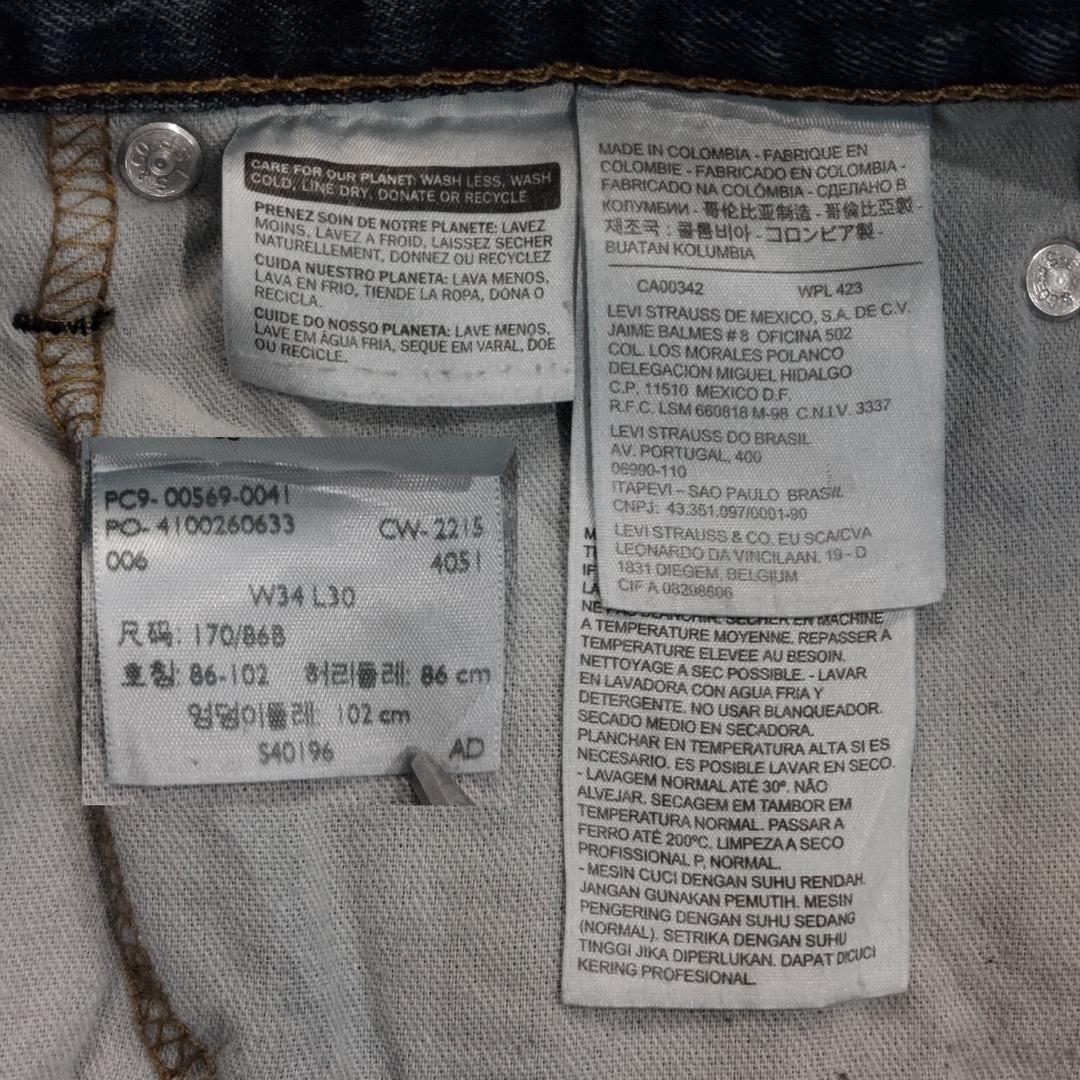 CARE FOR OUR PLANET: WASH LESS, WASH
COLD, LINE DRY, DONATE OR RECYCLE
PRENEZ SOIN DE NOTRE PLANETE: LAVEZ
MOINS, LAVEZ A FROID, LAISSEZ SECHER
NATURELLEMENT, DONNEZ OU RECYCLEZ
CUIDA NUESTRO PLANETA: LAVA MENOS,
LAVA EN FRIO, TIENDE LA ROPA, DONA O
RECICLA.
CUIDE DO NOSSO PLANETA: LAVE MENOS,
LAVE EM ÁGUA FRIA, SEQUE EM VARAL, DOE
OU RECICLE.
MADE IN COLOMBIA - FABRIQUE EN
COLOMBIE - FABRICADO EN COLOMBIA -
FABRICADO NA COLÔMBIA - СДЕЛАНО В
КОЛУМБИИ - 哥伦比亚制造 - 哥倫比亞製 -
제조국 : 콜롬비아 - コロンビア製 -
BUATAN KOLUMBIA
CA00342 WPL 423
LEVI STRAUSS DE MEXICO, S.A. DE C.V.
JAIME BALMES # 8 OFICINA 502
COL. LOS MORALES POLANCO
DELEGACION MIGUEL HIDALGO
C.P. 11510 MEXICO D.F.
R.F.C. LSM 660818 M-98 C.N.I.V. 3337
LEVI STRAUSS DO BRASIL
AV. PORTUGAL, 400
06990-110
ITAPEVI - SAO PAULO BRASIL
CNPJ: 43.351.097/0001-90
LEVI STRAUSS & CO. EU SCA/CVA
LEONARDO DA VINCILAAN. 19 - D
1831 DIEGEM, BELGIUM
CIF A 08298606
PC9- 00569-0041
PO- 4100260633 CW- 2215
006 4051
W34 L30
尺码: 170/86B
호칭: 86-102 허리둘레: 86 cm
엉덩이둘레: 102 cm
S40196 AD
NE PAS BLANCHIR. SECHER EN MACHINE
A TEMPERATURE MOYENNE. REPASSER A
TEMPERATURE ELEVEE AU BESOIN.
NETTOYAGE A SEC POSSIBLE. - LAVAR
EN LAVADORA CON AGUA FRIA Y
DETERGENTE. NO USAR BLANQUEADOR.
SECADO MEDIO EN SECADORA.
PLANCHAR EN TEMPERATURA ALTA SI ES
NECESARIO. ES POSIBLE LAVAR EN SECO.
- LAVAGEM NORMAL ATÉ 30º. NÃO
ALVEJAR. SECAGEM EM TAMBOR EM
TEMPERATURA NORMAL. PASSAR A
FERRO ATÉ 200ºC. LIMPEZA A SECO
PROFISSIONAL P, NORMAL.
- MESIN CUCI DENGAN SUHU RENDAH.
JANGAN GUNAKAN PEMUTIH. MESIN
PENGERING DENGAN SUHU SEDANG
(NORMAL). SETRIKA DENGAN SUHU
TINGGI JIKA DIPERLUKAN. DAPAT DICUCI
KERING PROFESIONAL.